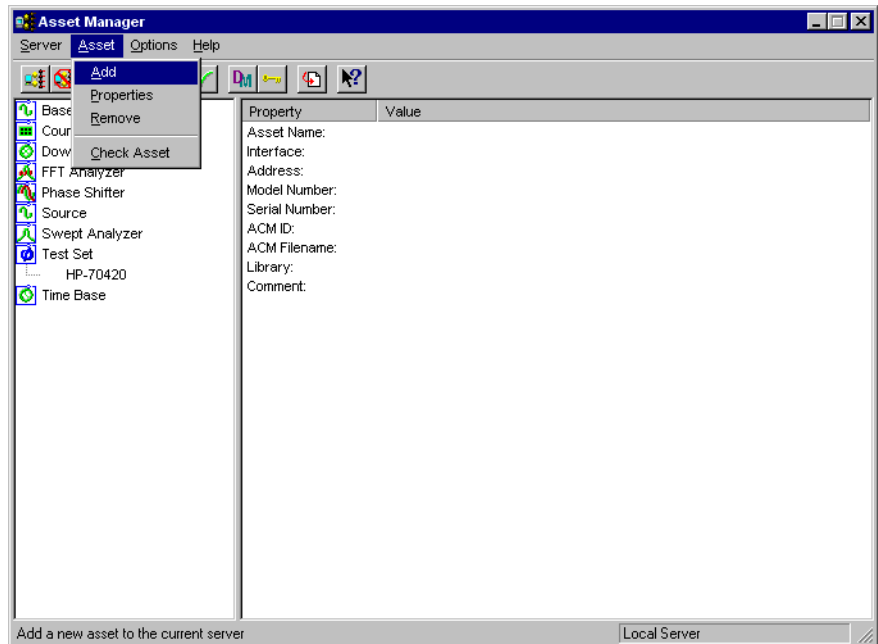 Asset Manager
Server Asset Options Help
Add
Properties
Remove
Check Asset
DM
FFT Analyzer
Phase Shifter
Source
Swept Analyzer
Test Set
HP-70420
Time Base
Property Value
Asset Name:
Interface:
Address:
Model Number:
Serial Number:
ACM ID:
ACM Filename:
Library:
Comment:
Add a new asset to the current server
Local Server